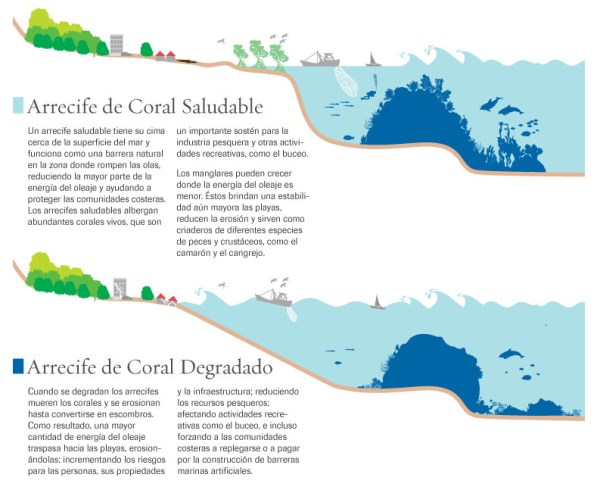 Arrecife de Coral Saludable
Un arrecife saludable tiene su cima
cerca de la superficie del mar y
funciona como una barrera natural
en la zona donde rompen las olas,
reduciendo la mayor parte de la
energía del oleaje y ayudando a
proteger las comunidades costeras.
Los arrecifes saludables albergan
abundantes corales vivos, que son
un importante sostén para la
industria pesquera y otras activi-
dades recreativas, como el buceo.
Los manglares pueden crecer
donde la energía del oleaje es
menor. Éstos brindan una estabili-
dad aún mayora las playas,
reducen la erosión y sirven como
criaderos de diferentes especies
de peces y crustáceos, como el
camarón y el cangrejo.
Arrecife de Coral Degradado
Cuando se degradan los arrecifes
mueren los corales y se erosionan
hasta convertirse en escombros.
Como resultado, una mayor
cantidad de energía del oleaje
traspasa hacia las playas, erosion-
ándolas; incrementando los riesgos
para las personas, sus propiedades
y la infraestructura; reduciendo
los recursos pesqueros;
afectando actividades recre-
ativas como el buceo, e incluso
forzando a las comunidades
costeras a replegarse o a pagar
por la construcción de barreras
marinas artificiales.